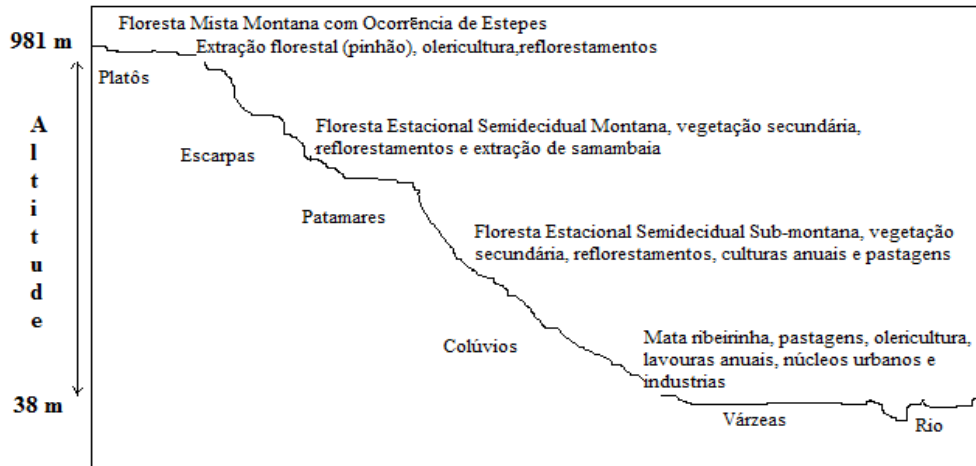 Floresta Mista Montana com Ocorrência de Estepes
981 m
Extração florestal (pinhão), olericultura,reflorestamentos
Platôs
Altitude
Floresta Estacional Semidecidual Montana, vegetação secundária,
reflorestamentos e extração de samambaia
Escarpas
Patamares
Floresta Estacional Semidecidual Sub-montana, vegetação
secundária, reflorestamentos, culturas anuais e pastagens
Colúvios
Mata ribeirinha, pastagens, olericultura,
lavouras anuais, núcleos urbanos e
industrias
38 m
Várzeas
Rio